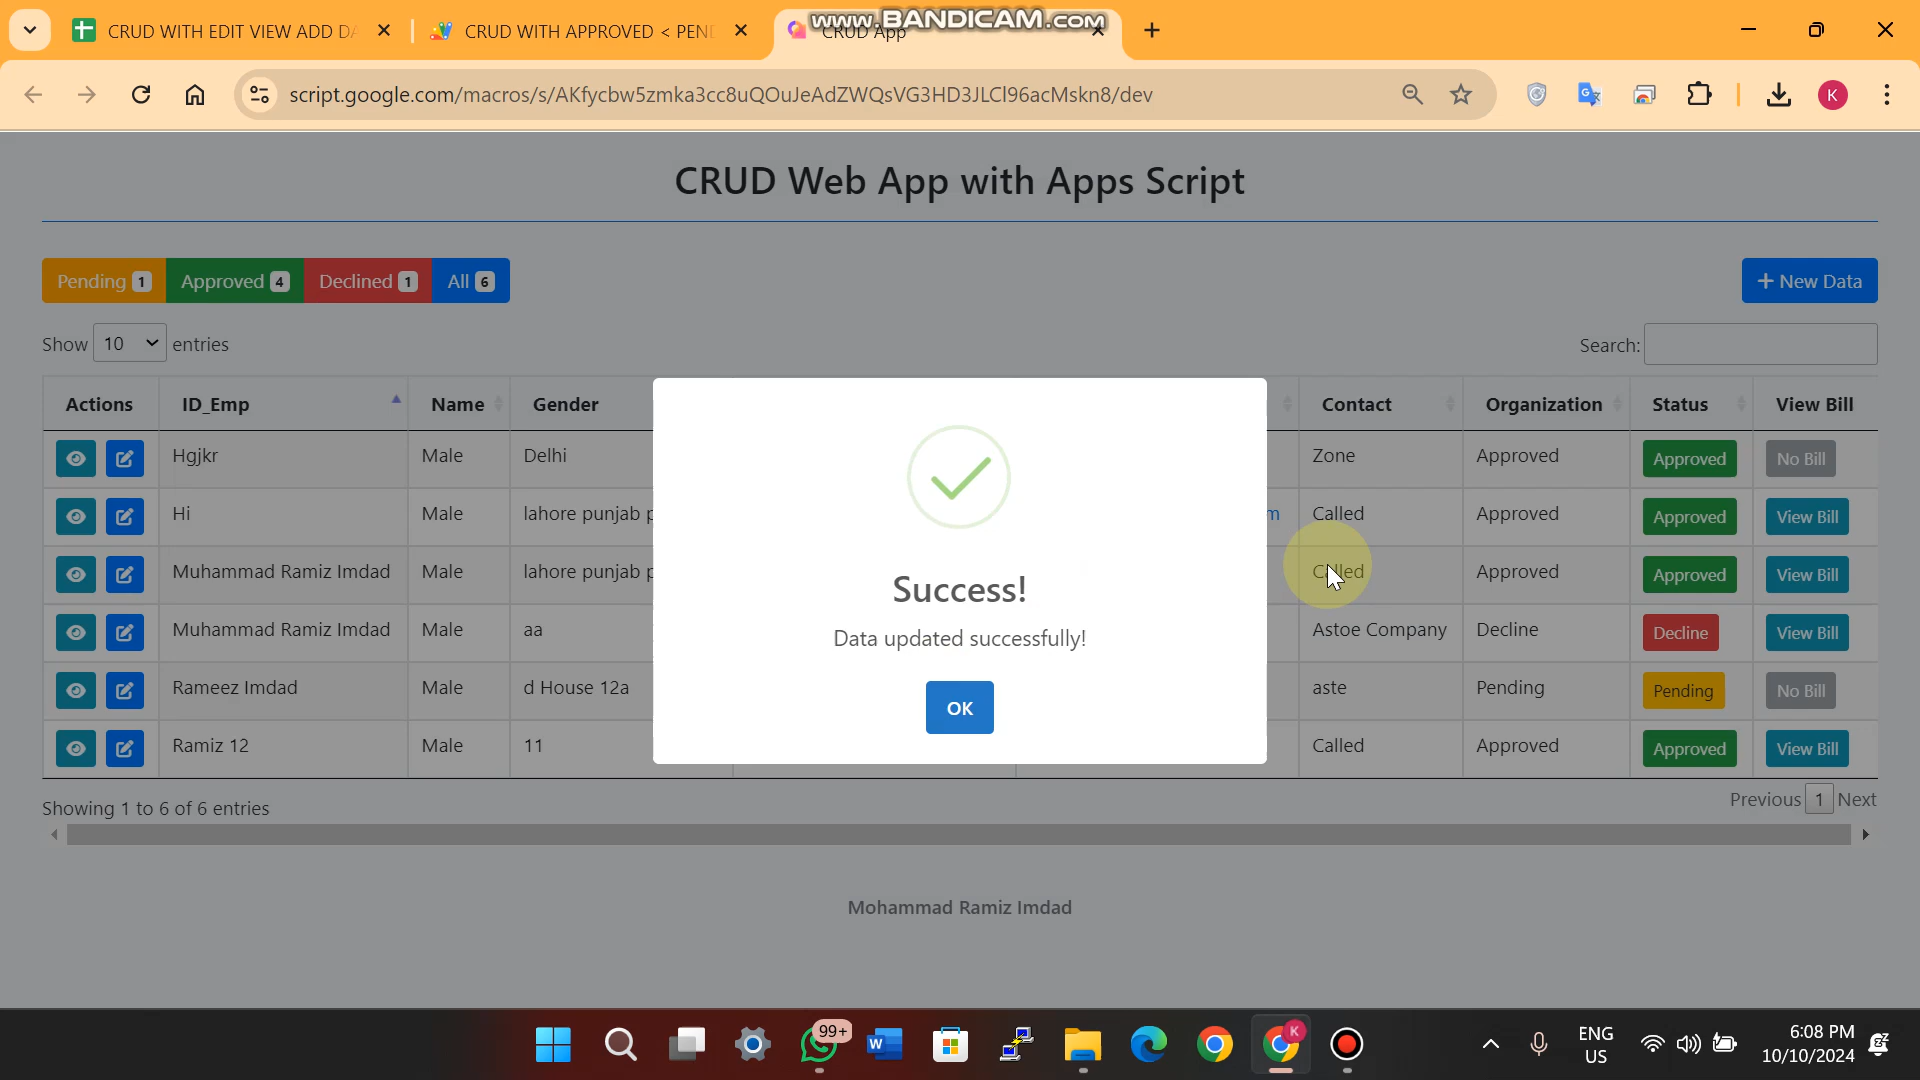 www.BANDICAM.com
CRUD WITH EDIT VIEW ADD DA
CRUD WITH APPROVED < PEND
CRUD App
script.google.com/macros/s/AKfycbw5zmka3cc8uQOuJeAdZWQsVG3HD3JLCl96acMskn8/dev
K
CRUD Web App with Apps Script
Pending 1
Approved 4
Declined 1
All 6
+ New Data
Show 10 entries
Search:
Actions ID_Emp Name Gender Contact Organization Status View Bill
Hgjkr Male Delhi Zone Approved Approved No Bill
Hi Male lahore punjab p m Called Approved Approved View Bill
Muhammad Ramiz Imdad Male lahore punjab p Called Approved Approved View Bill
Muhammad Ramiz Imdad Male aa Astoe Company Decline Decline View Bill
Rameez Imdad Male d House 12a aste Pending Pending No Bill
Ramiz 12 Male 11 Called Approved Approved View Bill
Success!
Data updated successfully!
OK
Showing 1 to 6 of 6 entries
Previous 1 Next
Mohammad Ramiz Imdad
99+
W
K
ENG
US
6:08 PM
10/10/2024